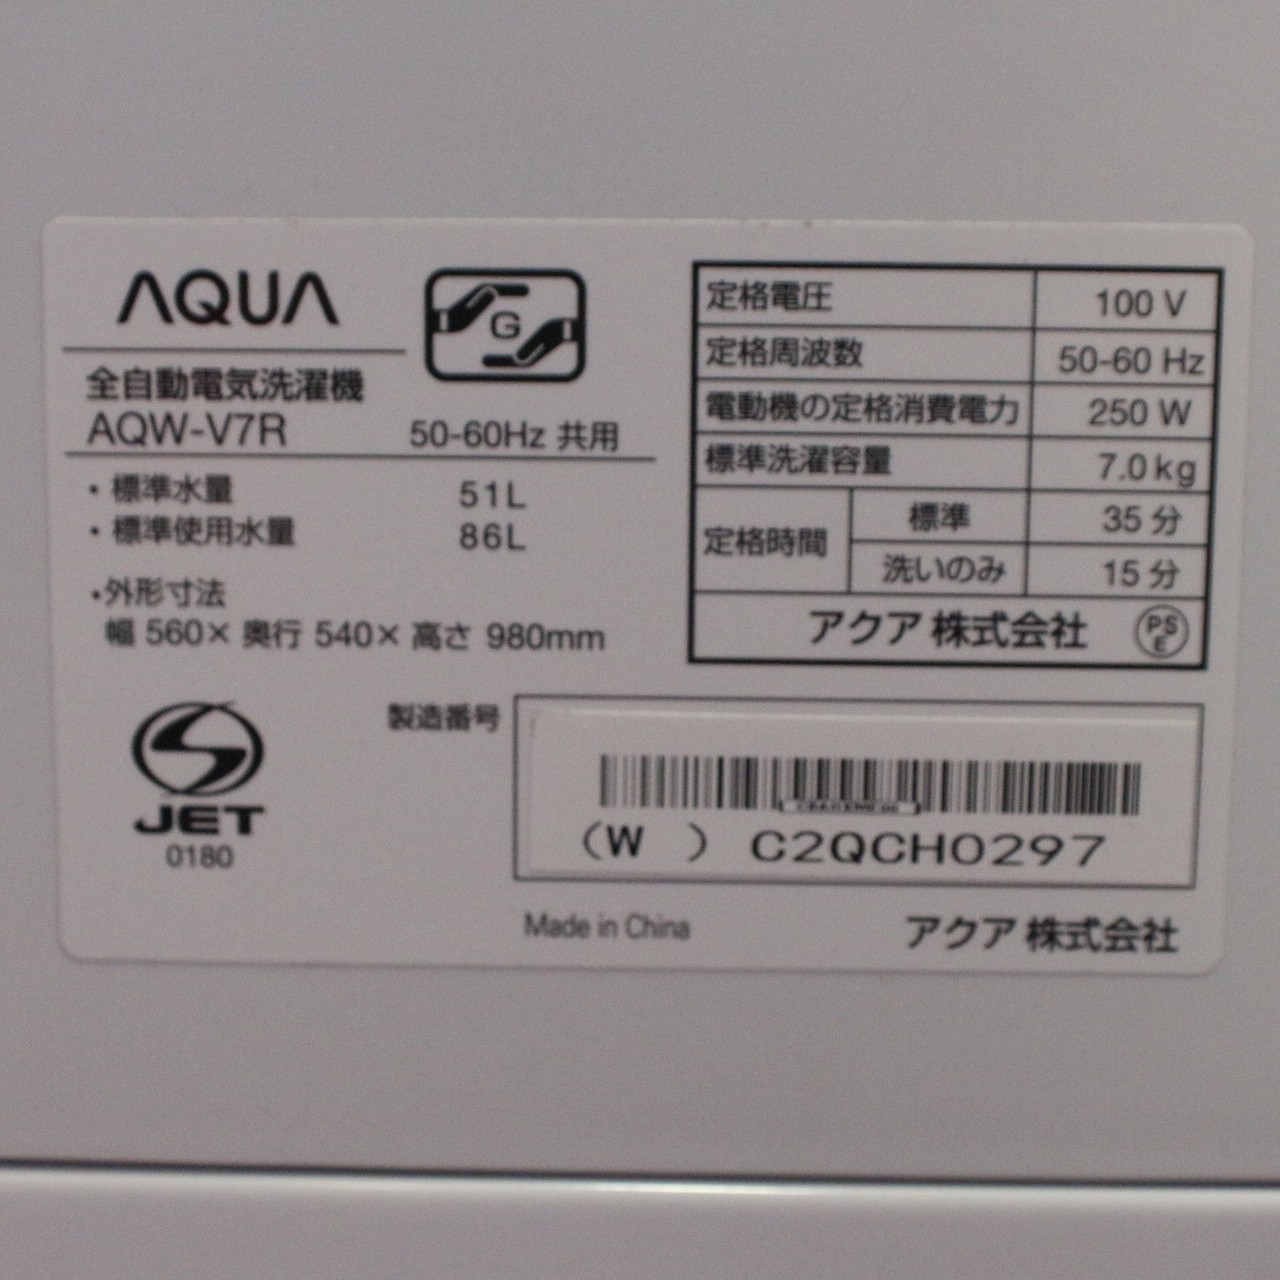 AQUA
G
全自動電気洗濯機
AQW-V7R 50-60Hz 共用
・標準水量 51L
・標準使用水量 86L
・外形寸法
幅 560× 奥行 540× 高さ 980mm
定格電圧 100 V
定格周波数 50-60 Hz
電動機の定格消費電力 250 W
標準洗濯容量 7.0kg
定格時間 標準 35 分
洗いのみ 15 分
アクア 株式会社 PSE
JET
0180
製造番号
(W ) C2QCH0297
Made in China
アクア 株式会社